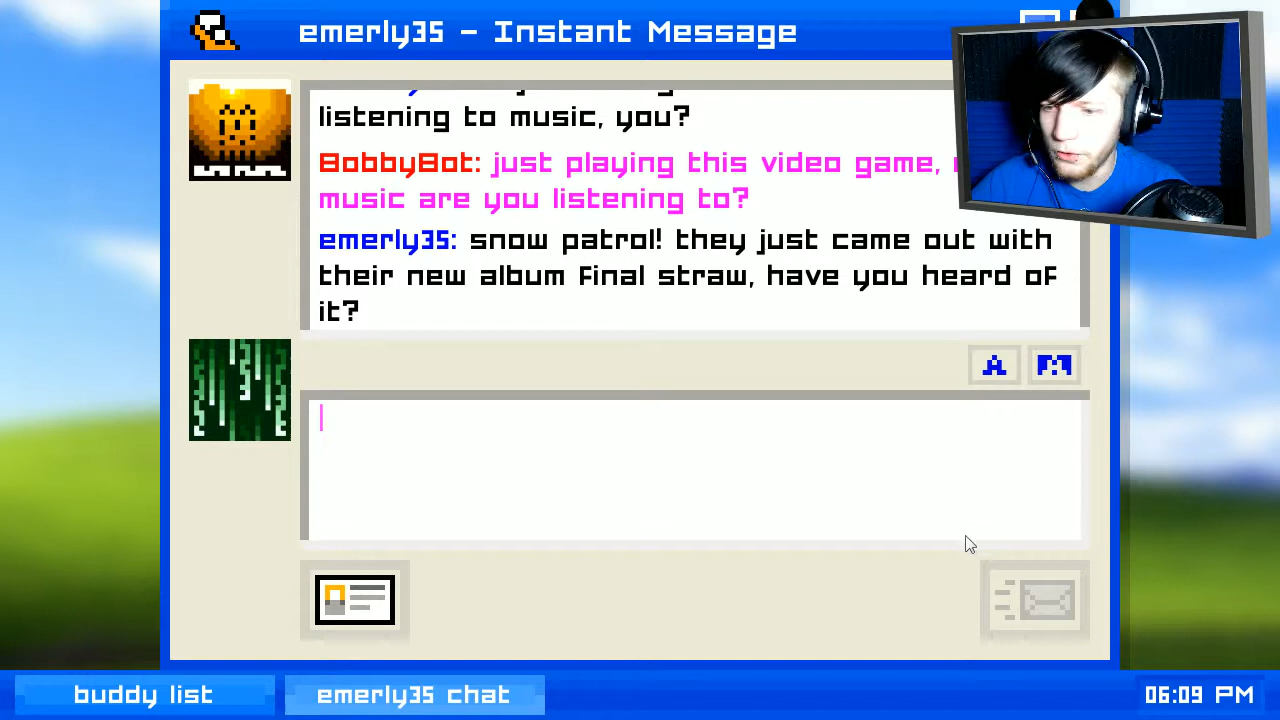 emerly35 - Instant Message
listening to music, you?
BobbyBot: just playing this video game,
music are you listening to?
emerly35: snow patrol! they just came out with
their new album final straw, have you heard of
it?
A
buddy list
emerly35 chat
06:09 PM